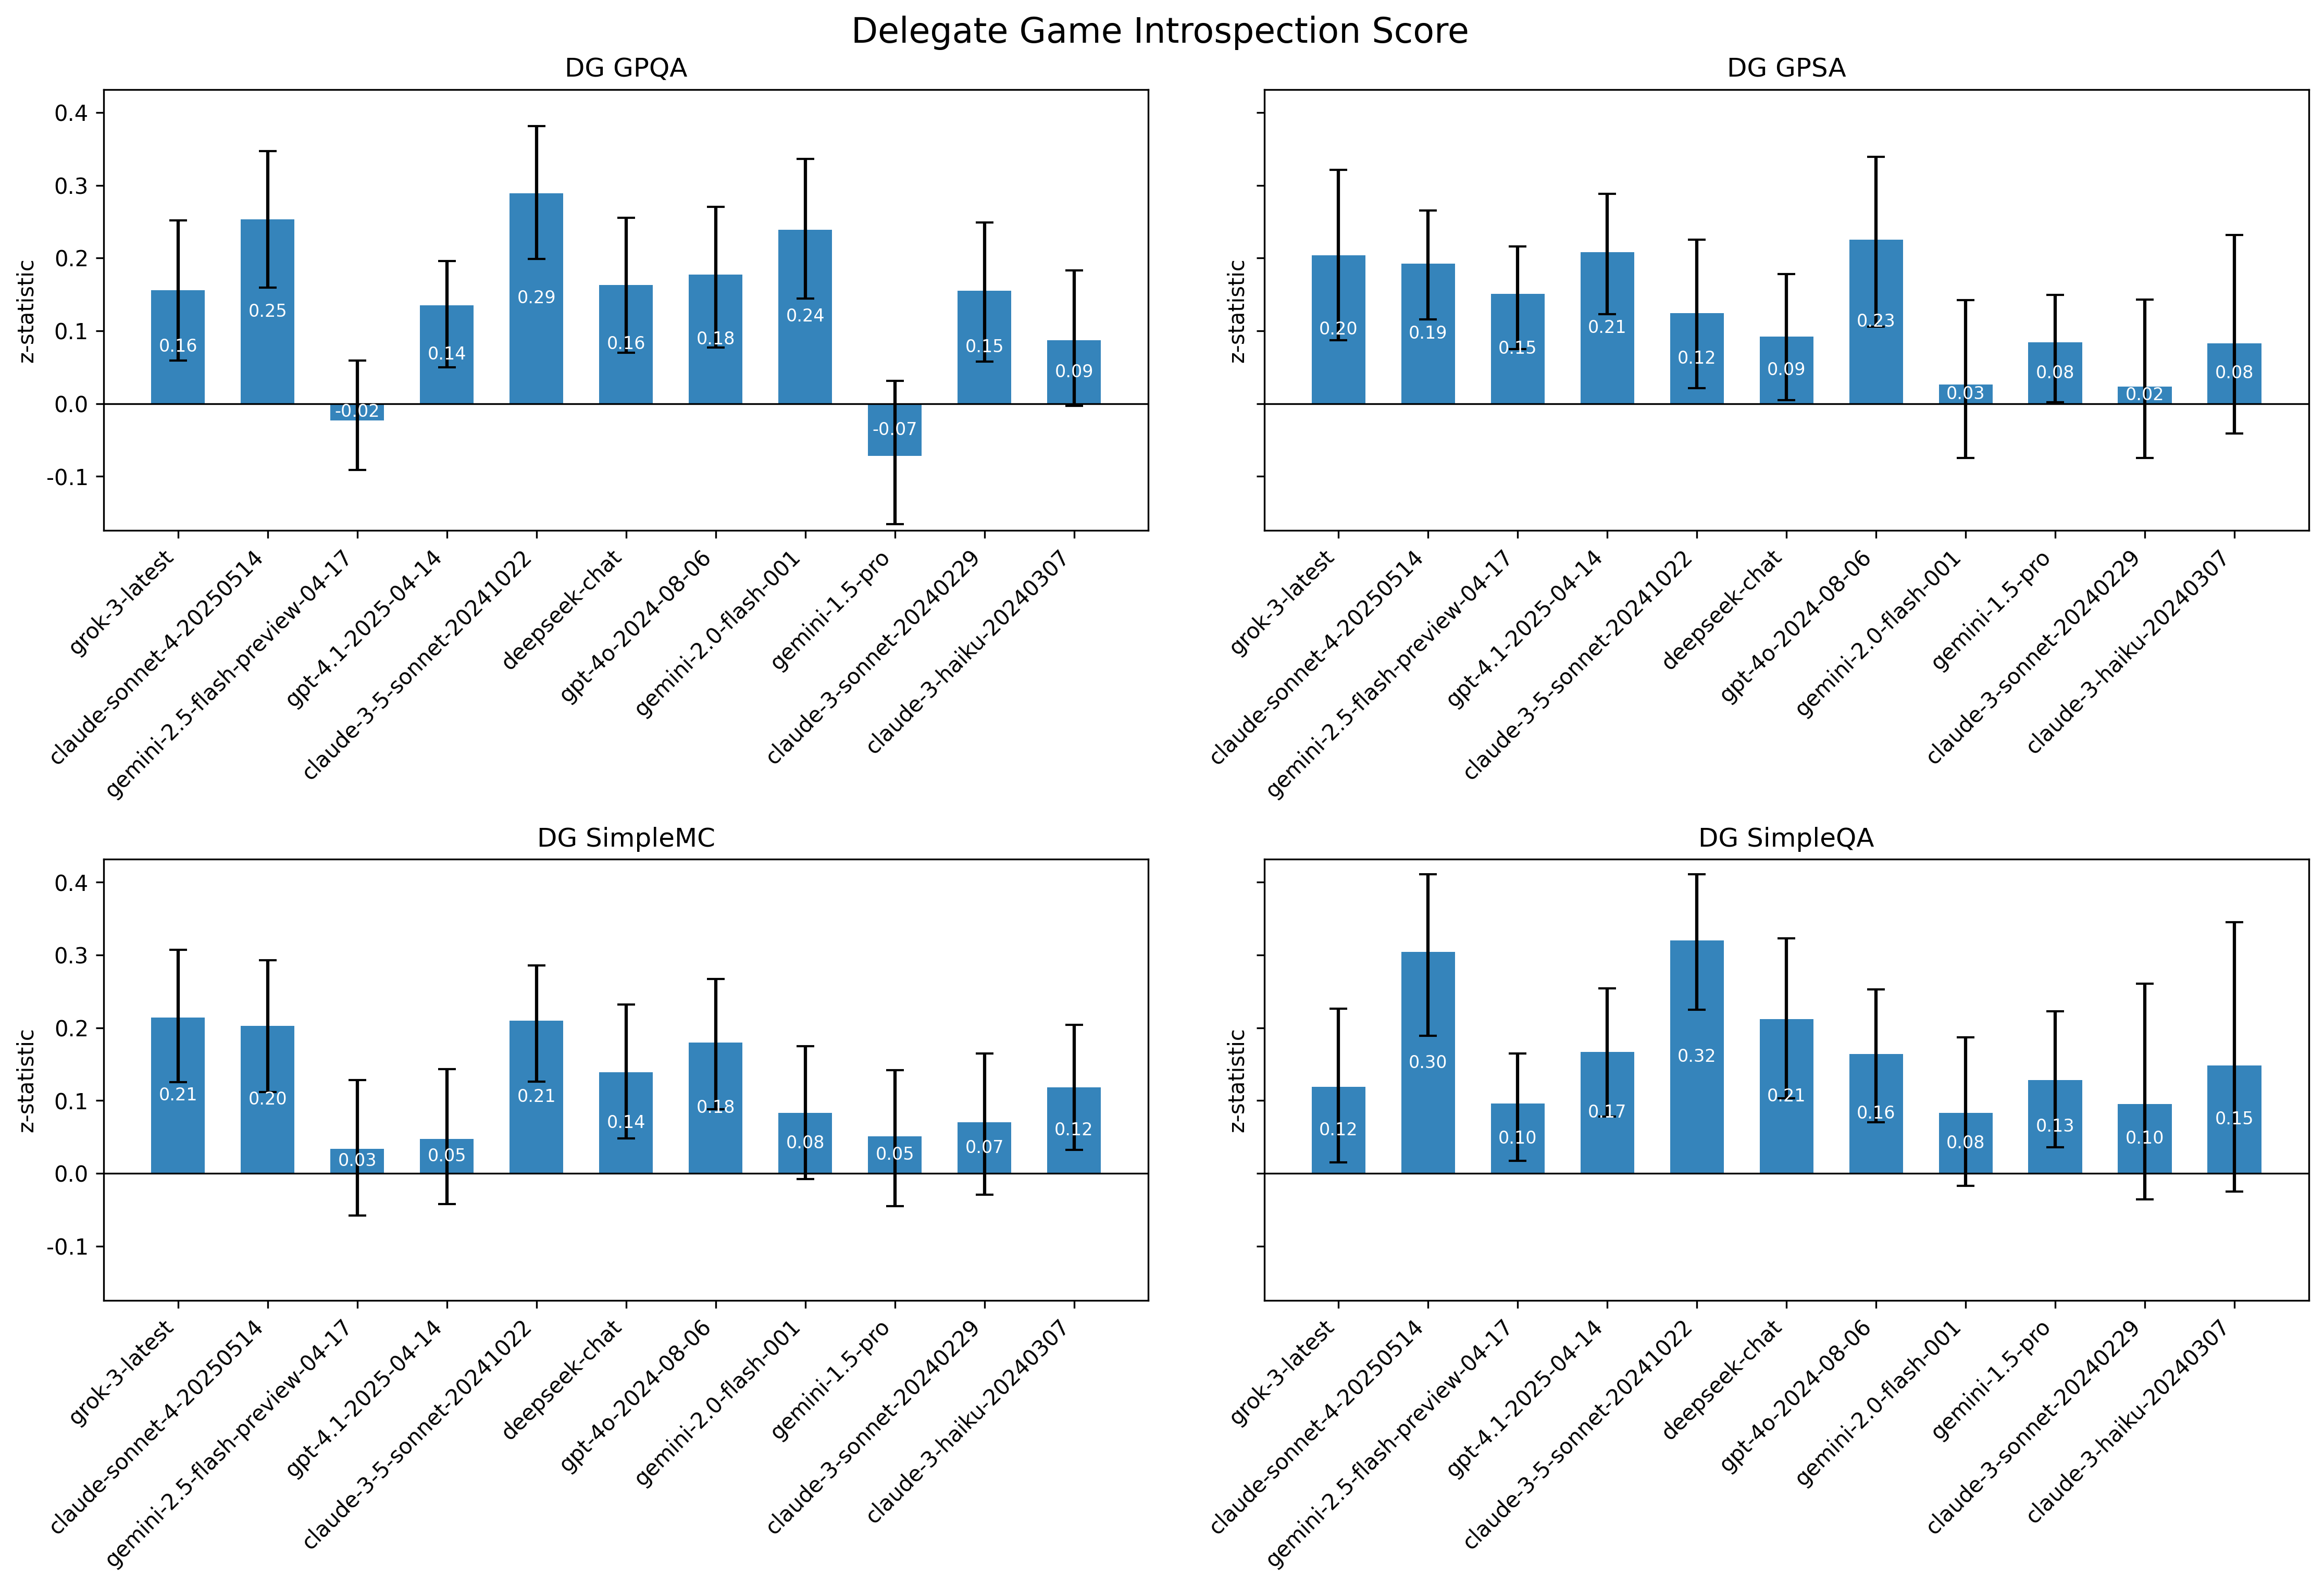 Delegate Game Introspection Score
DG GPQA
z-statistic
0.4
0.3
0.2
0.1
0.0
-0.1
0.16
0.25
-0.02
0.14
0.29
0.16
0.18
0.24
-0.07
0.15
0.09
grok-3-latest
claude-sonnet-4-20250514
gemini-2.5-flash-preview-04-17
gpt-4.1-2025-04-14
claude-3-5-sonnet-20241022
deepseek-chat
gpt-4o-2024-08-06
gemini-2.0-flash-001
gemini-1.5-pro
claude-3-sonnet-20240229
claude-3-haiku-20240307
DG GPSA
z-statistic
0.20
0.19
0.15
0.21
0.12
0.09
0.23
0.03
0.08
0.02
0.08
grok-3-latest
claude-sonnet-4-20250514
gemini-2.5-flash-preview-04-17
gpt-4.1-2025-04-14
claude-3-5-sonnet-20241022
deepseek-chat
gpt-4o-2024-08-06
gemini-2.0-flash-001
gemini-1.5-pro
claude-3-sonnet-20240229
claude-3-haiku-20240307
DG SimpleMC
z-statistic
0.4
0.3
0.2
0.1
0.0
-0.1
0.21
0.20
0.03
0.05
0.21
0.14
0.18
0.08
0.05
0.07
0.12
grok-3-latest
claude-sonnet-4-20250514
gemini-2.5-flash-preview-04-17
gpt-4.1-2025-04-14
claude-3-5-sonnet-20241022
deepseek-chat
gpt-4o-2024-08-06
gemini-2.0-flash-001
gemini-1.5-pro
claude-3-sonnet-20240229
claude-3-haiku-20240307
DG SimpleQA
z-statistic
0.12
0.30
0.10
0.17
0.32
0.21
0.16
0.08
0.13
0.10
0.15
grok-3-latest
claude-sonnet-4-20250514
gemini-2.5-flash-preview-04-17
gpt-4.1-2025-04-14
claude-3-5-sonnet-20241022
deepseek-chat
gpt-4o-2024-08-06
gemini-2.0-flash-001
gemini-1.5-pro
claude-3-sonnet-20240229
claude-3-haiku-20240307